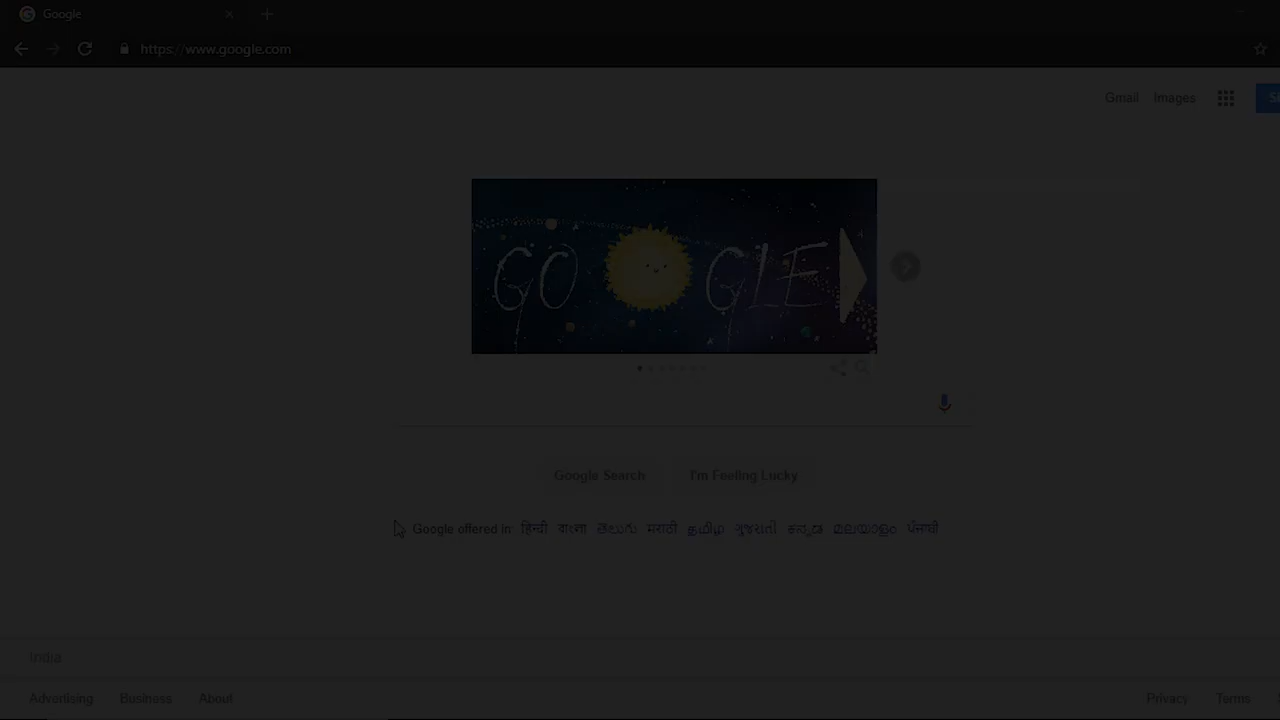 Google
https://www.google.com
Gmail Images
GO GLE
Google Search I'm Feeling Lucky
Google offered in: हिन्दी বাংলা తెలుగు मराठी தமிழ் ગુજરાતી ಕನ್ನಡ മലയാളം ਪੰਜਾਬੀ
India
Advertising Business About
Privacy Terms